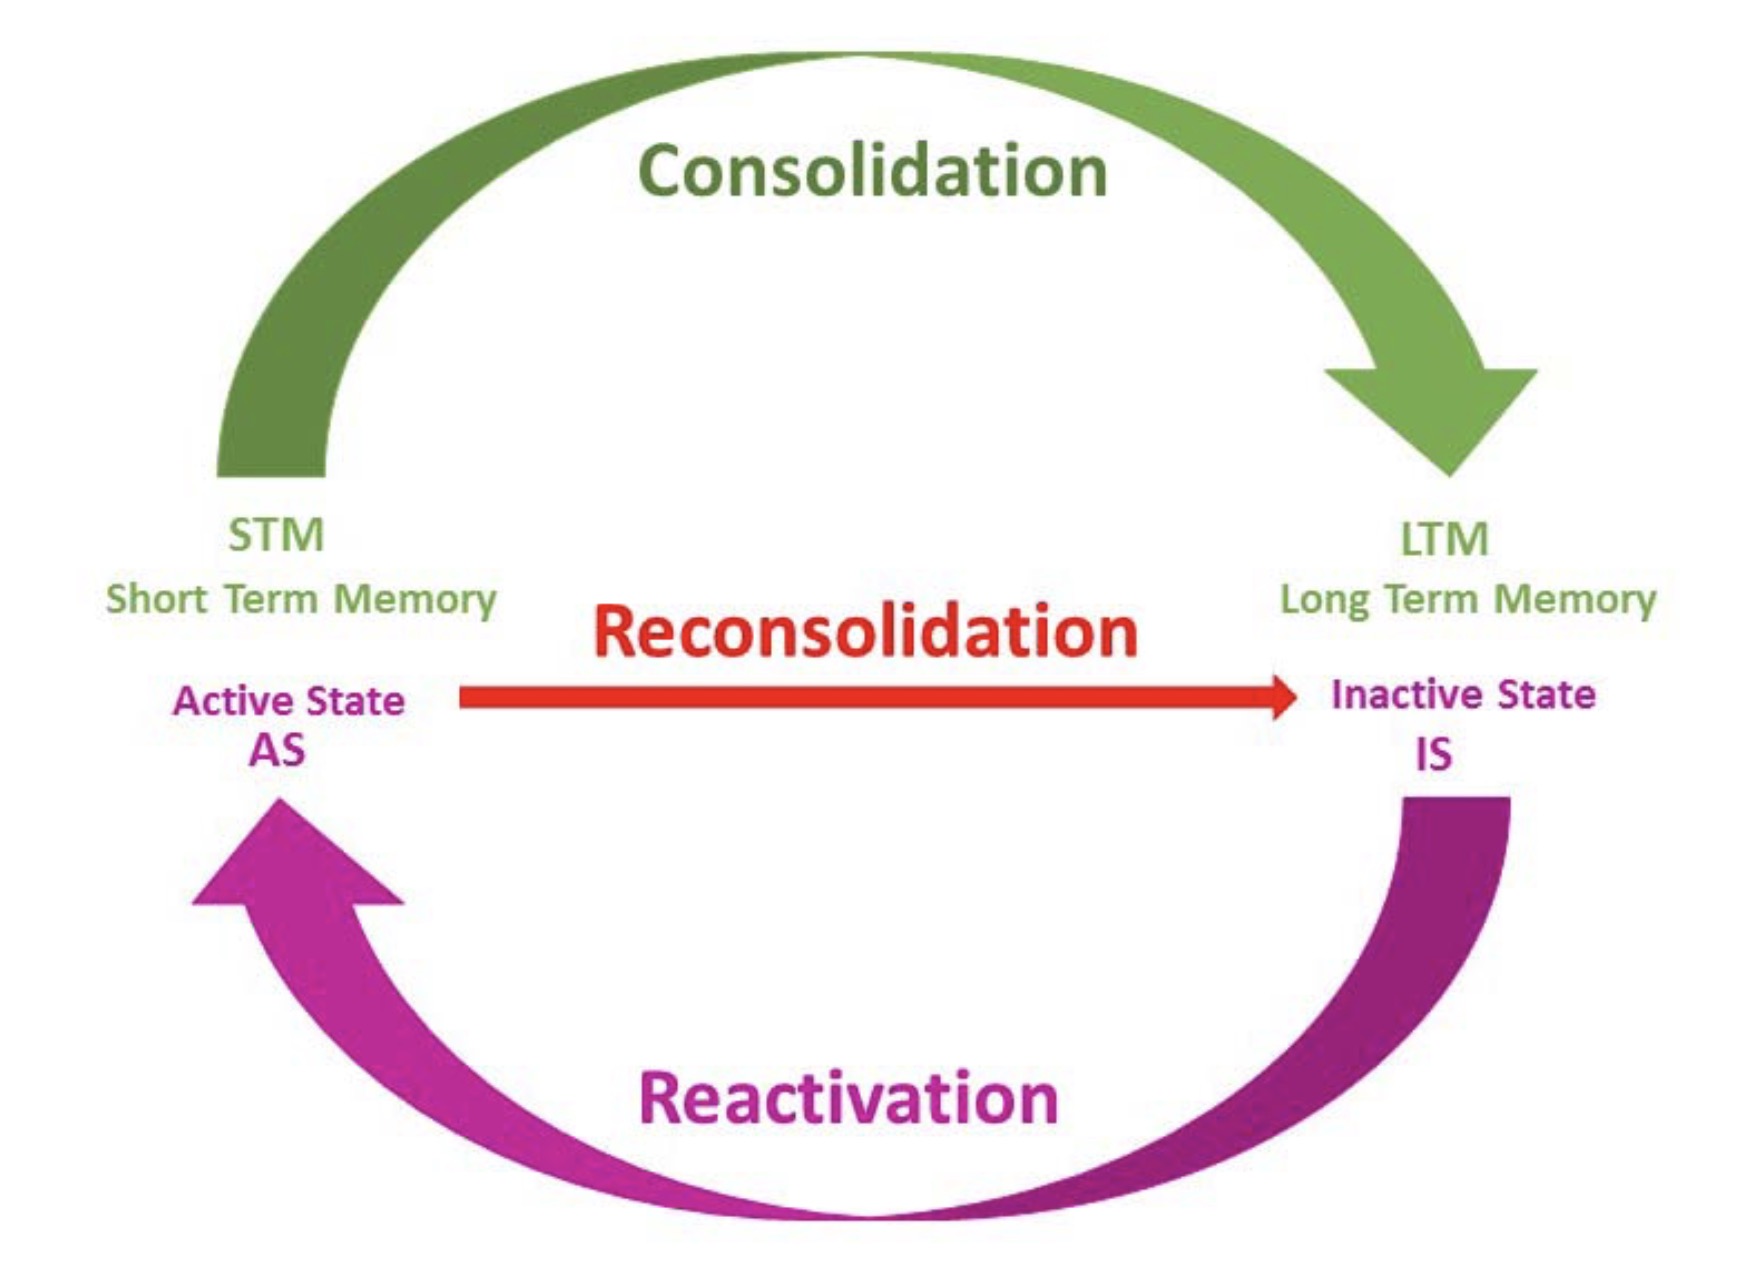 Consolidation
STM
Short Term Memory
LTM
Long Term Memory
Reconsolidation
Active State
AS
Inactive State
IS
Reactivation